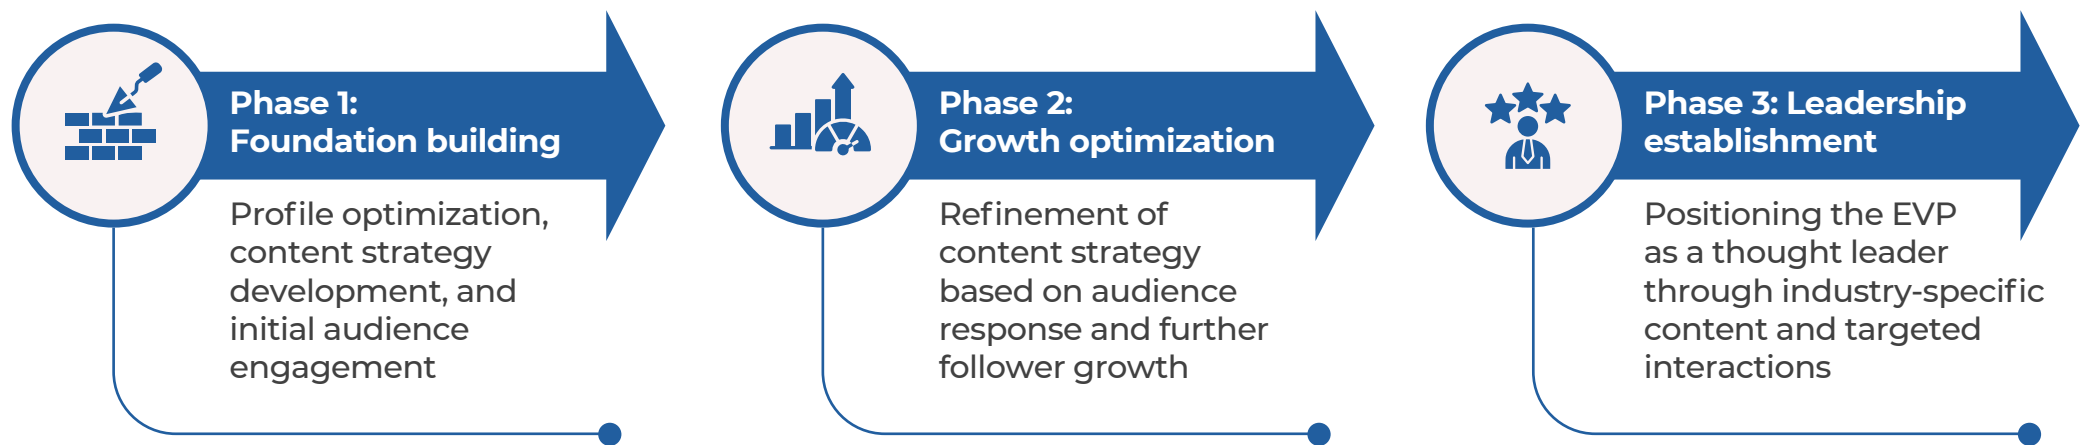 Phase 1:
Foundation building
Profile optimization,
content strategy
development, and
initial audience
engagement
Phase 2:
Growth optimization
Refinement of
content strategy
based on audience
response and further
follower growth
Phase 3: Leadership
establishment
Positioning the EVP
as a thought leader
through industry-specific
content and targeted
interactions